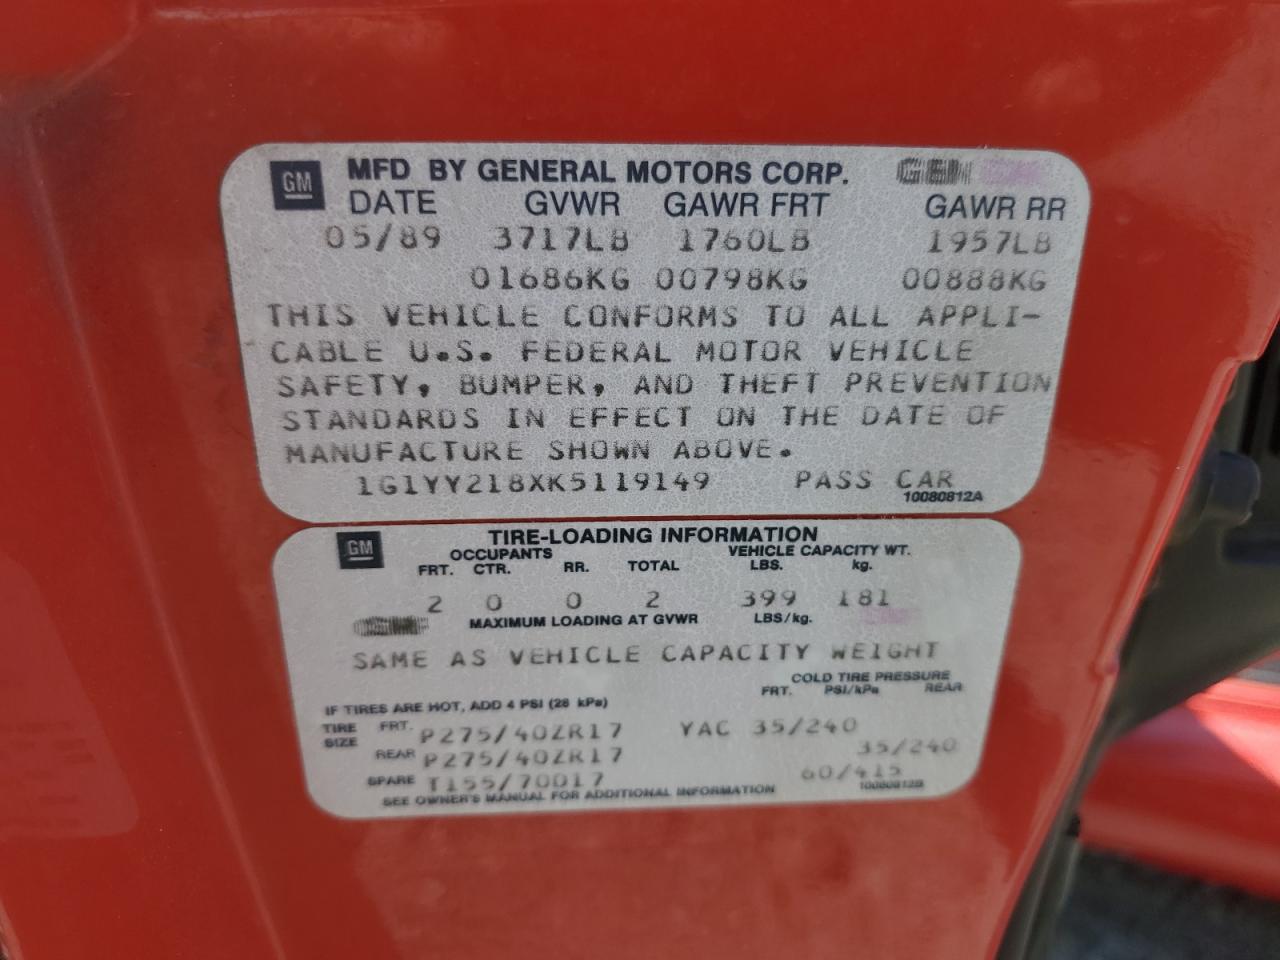 GM MFD BY GENERAL MOTORS CORP.
DATE GVWR GAWR FRT GAWR RR
05/89 3717LB 1760LB 1957LB
01686KG 00798KG 00888KG
THIS VEHICLE CONFORMS TO ALL APPLI-
CABLE U.S. FEDERAL MOTOR VEHICLE
SAFETY, BUMPER, AND THEFT PREVENTION
STANDARDS IN EFFECT ON THE DATE OF
MANUFACTURE SHOWN ABOVE.
1G1YY218XK5119149 PASS CAR
10080812A
GM TIRE-LOADING INFORMATION
OCCUPANTS VEHICLE CAPACITY WT.
FRT. CTR. RR. TOTAL LBS. kg.
2 0 0 2 399 181
MAXIMUM LOADING AT GVWR LBS/kg.
SAME AS VEHICLE CAPACITY WEIGHT
COLD TIRE PRESSURE
FRT. PSI/kPa REAR
IF TIRES ARE HOT, ADD 4 PSI (28 kPa)
TIRE SIZE FRT. P275/40ZR17 YAC 35/240
REAR P275/40ZR17 35/240
SPARE T155/70D17 60/415
10080812B
SEE OWNER'S MANUAL FOR ADDITIONAL INFORMATION